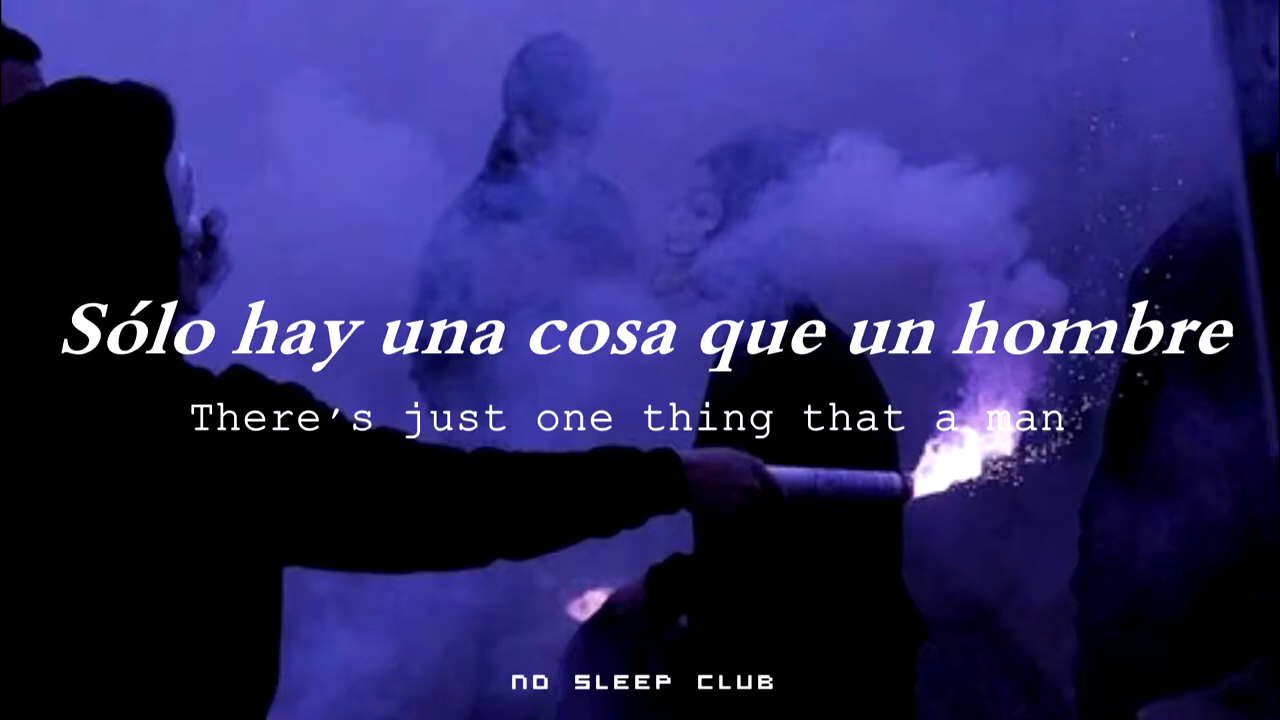 Sólo hay una cosa que un hombre
There's just one thing that a man
NO SLEEP CLUB